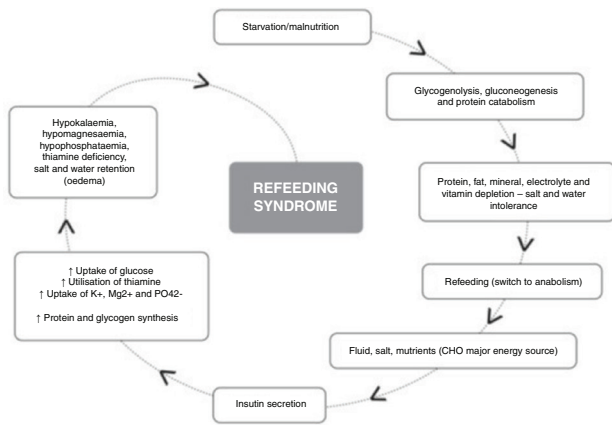 Starvation/malnutrition
Glycogenolysis, gluconeogenesis
and protein catabolism
Protein, fat, mineral, electrolyte and
vitamin depletion – salt and water
intolerance
Refeeding (switch to anabolism)
Fluid, salt, mutrients (CHO major energy source)
Insutin secretion
↑ Uptake of glucose
↑ Utilisation of thiamine
↑ Uptake of K+, Mg2+ and PO42-
↑ Protein and glycogen synthesis
Hypokalaemia,
hypomagnesaemia,
hypophosphataemia,
thiamine deficiency,
salt and water retention
(oedema)
REFEEDING
SYNDROME